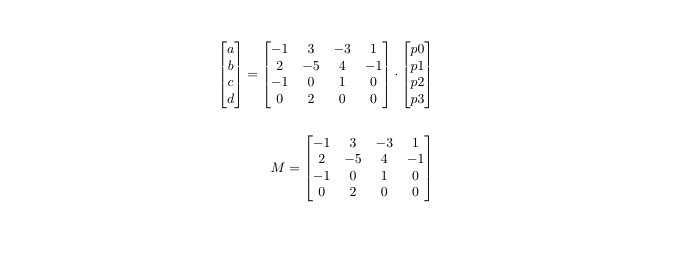 [a b c d] = [−1 3 −3 1; 2 −5 4 −1; −1 0 1 0; 0 2 0 0] · [p0 p1 p2 p3]
M = [−1 3 −3 1; 2 −5 4 −1; −1 0 1 0; 0 2 0 0]